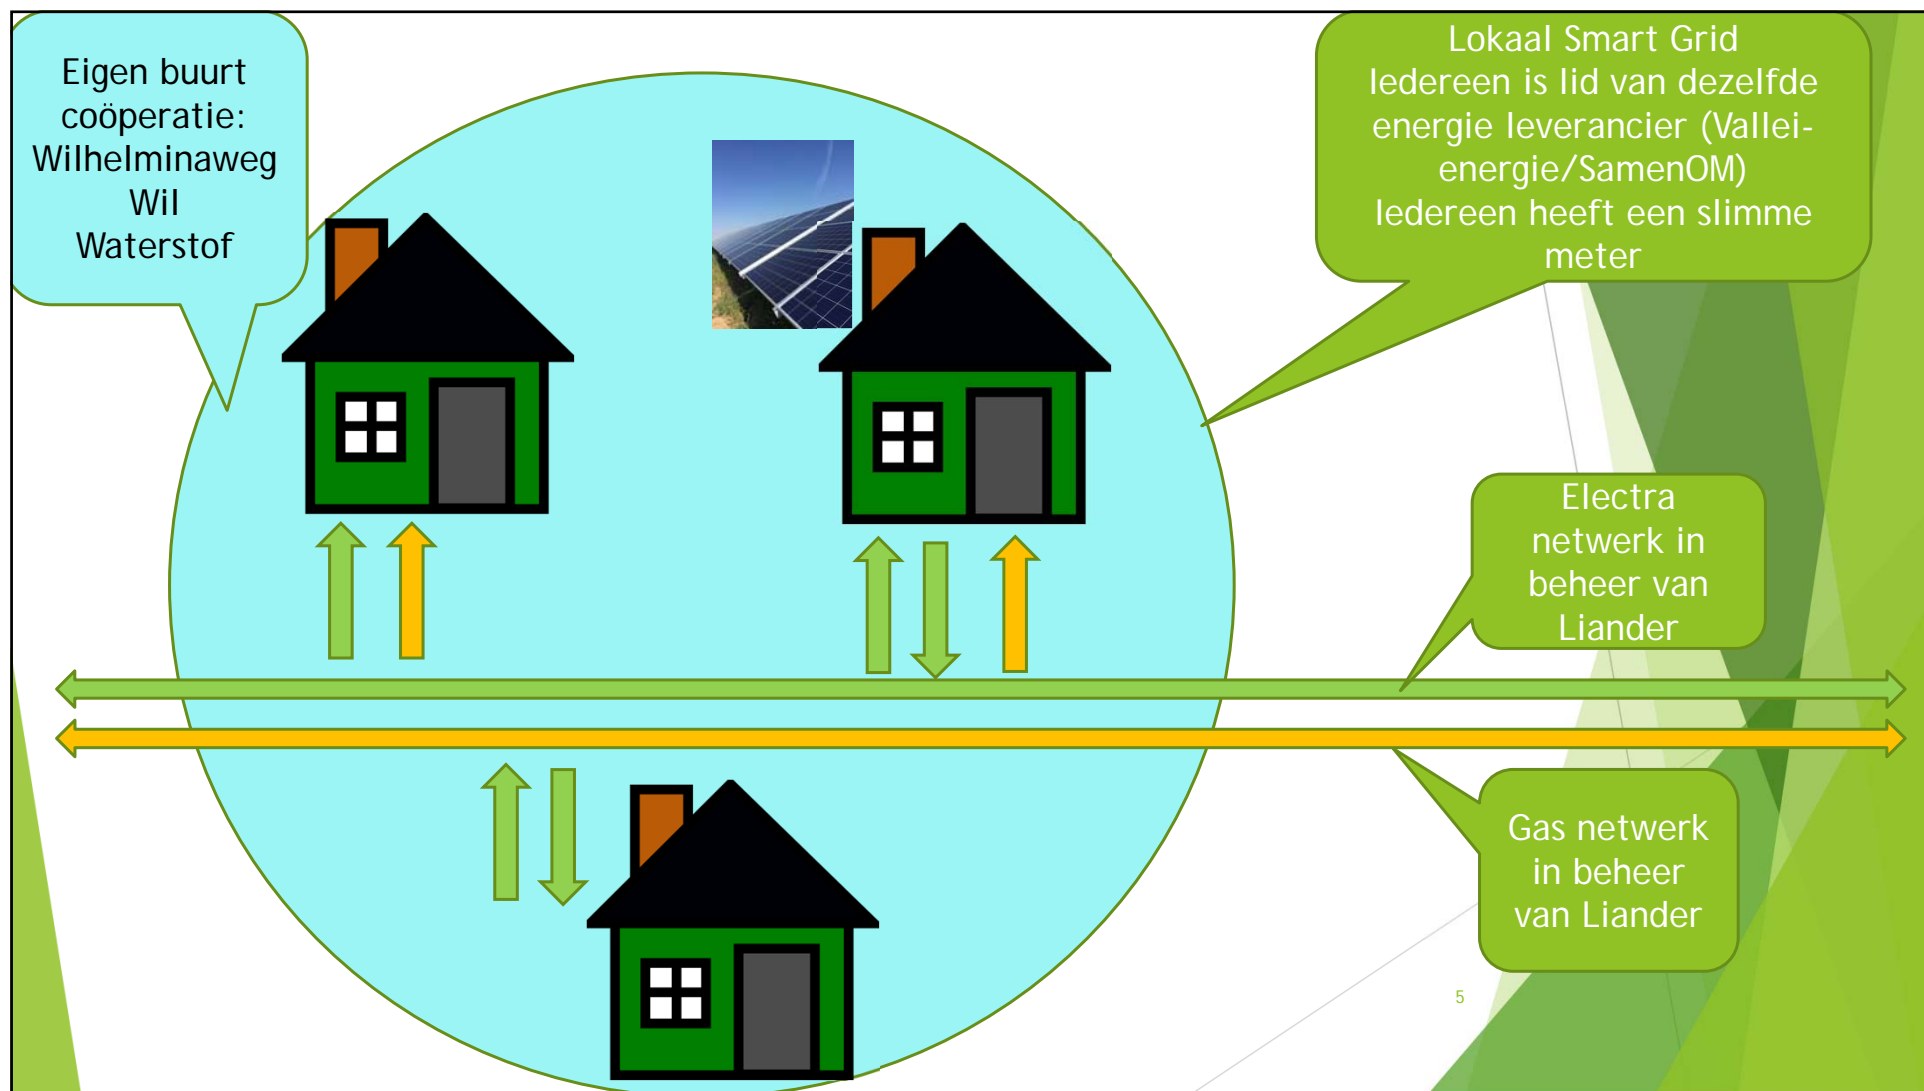 Eigen buurt
coöperatie:
Wilhelminaweg
Wil
Waterstof
Lokaal Smart Grid
Iedereen is lid van dezelfde
energie leverancier (Vallei-
energie/SamenOM)
Iedereen heeft een slimme
meter
Electra
netwerk in
beheer van
Liander
Gas netwerk
in beheer
van Liander
5